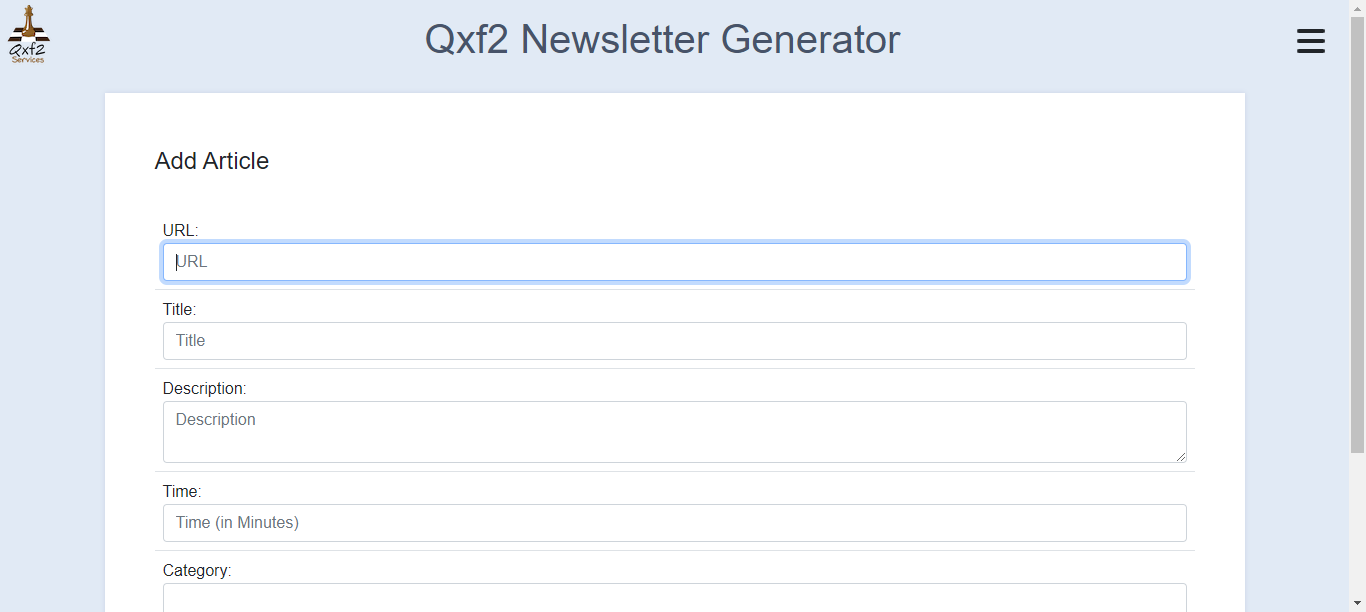 Qxf2
Services
Qxf2 Newsletter Generator
Add Article
URL:
URL
Title:
Title
Description:
Description
Time:
Time (in Minutes)
Category: